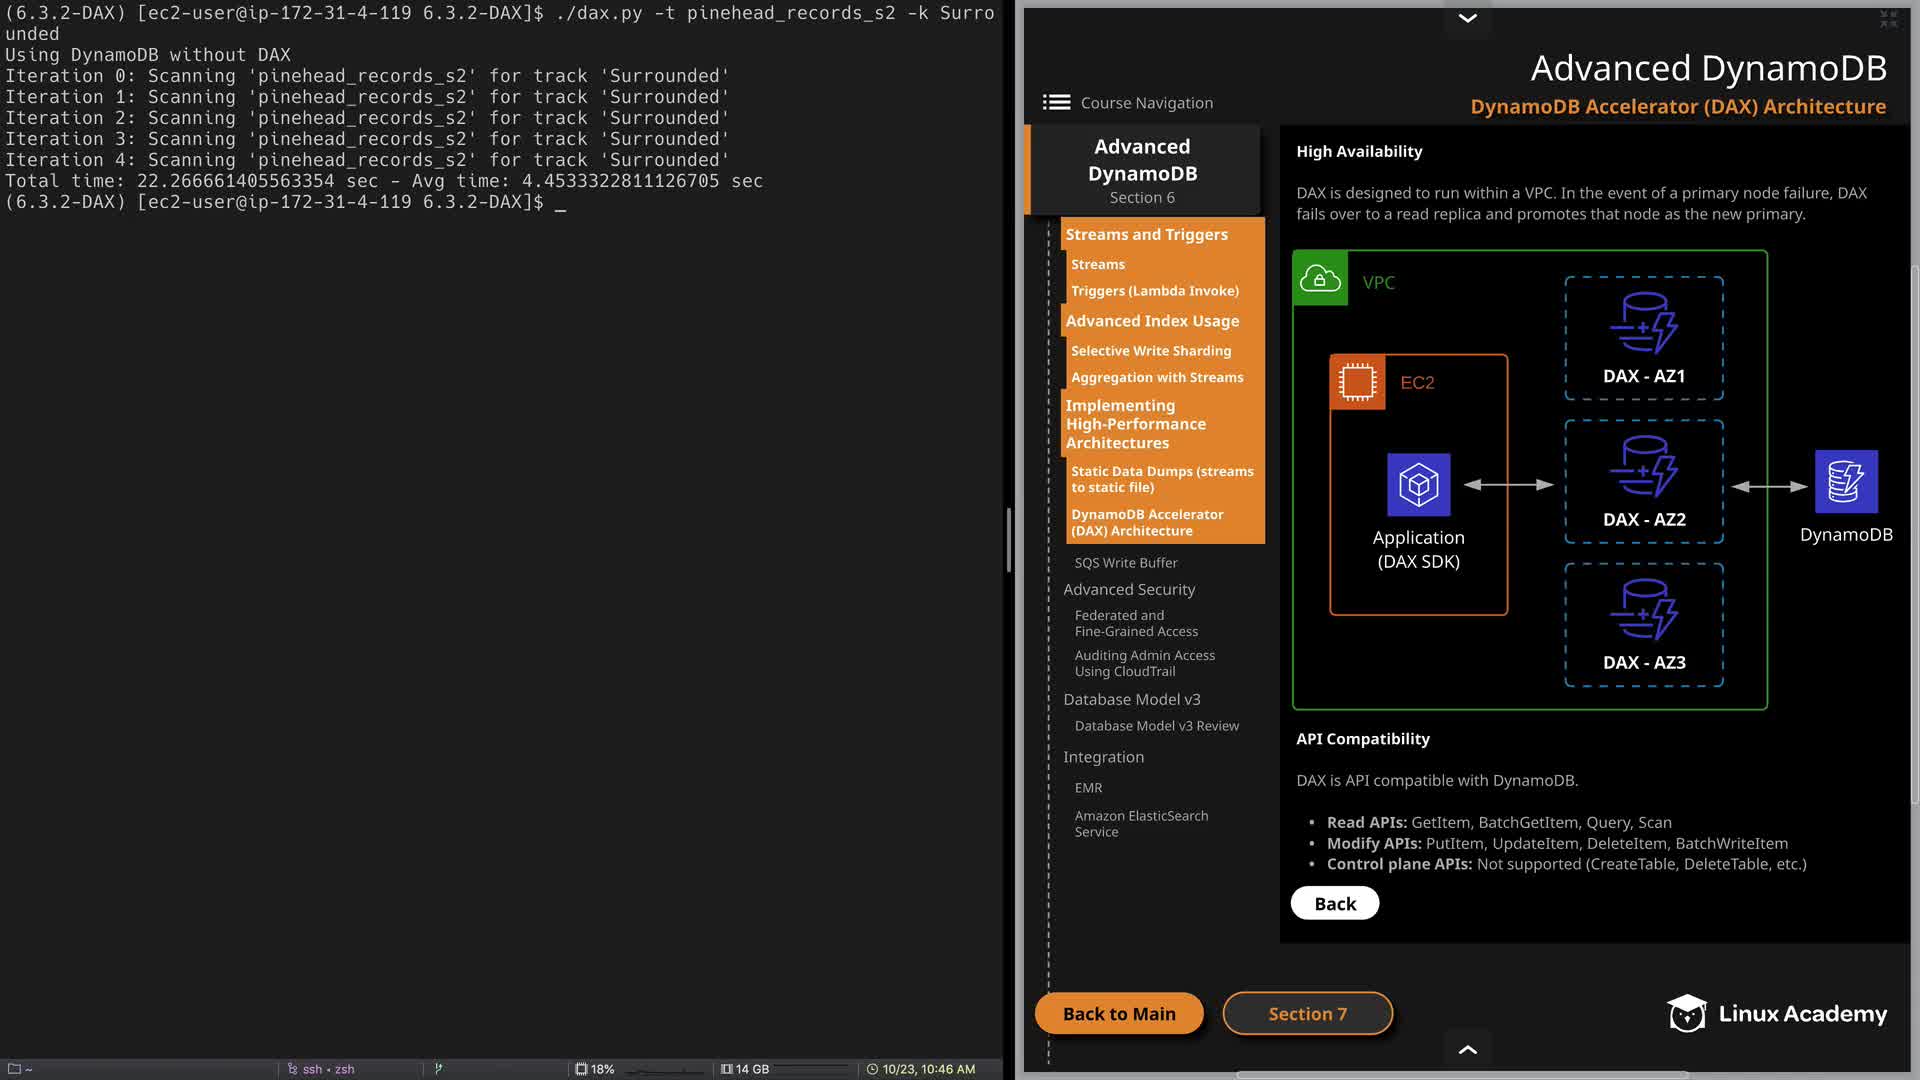 (6.3.2-DAX) [ec2-user@ip-172-31-4-119 6.3.2-DAX]$ ./dax.py -t pinehead_records_s2 -k Surro
unded
Using DynamoDB without DAX
Iteration 0: Scanning 'pinehead_records_s2' for track 'Surrounded'
Iteration 1: Scanning 'pinehead_records_s2' for track 'Surrounded'
Iteration 2: Scanning 'pinehead_records_s2' for track 'Surrounded'
Iteration 3: Scanning 'pinehead_records_s2' for track 'Surrounded'
Iteration 4: Scanning 'pinehead_records_s2' for track 'Surrounded'
Total time: 22.266661405563354 sec - Avg time: 4.4533322811126705 sec
(6.3.2-DAX) [ec2-user@ip-172-31-4-119 6.3.2-DAX]$ _
~
ssh • zsh
18%
14 GB
10/23, 10:46 AM
Advanced DynamoDB
DynamoDB Accelerator (DAX) Architecture
Course Navigation
Advanced
DynamoDB
Section 6
Streams and Triggers
Streams
Triggers (Lambda Invoke)
Advanced Index Usage
Selective Write Sharding
Aggregation with Streams
Implementing
High-Performance
Architectures
Static Data Dumps (streams
to static file)
DynamoDB Accelerator
(DAX) Architecture
SQS Write Buffer
Advanced Security
Federated and
Fine-Grained Access
Auditing Admin Access
Using CloudTrail
Database Model v3
Database Model v3 Review
Integration
EMR
Amazon ElasticSearch
Service
High Availability
DAX is designed to run within a VPC. In the event of a primary node failure, DAX
fails over to a read replica and promotes that node as the new primary.
VPC
EC2
Application
(DAX SDK)
DAX - AZ1
DAX - AZ2
DAX - AZ3
DynamoDB
API Compatibility
DAX is API compatible with DynamoDB.
• Read APIs: GetItem, BatchGetItem, Query, Scan
• Modify APIs: PutItem, UpdateItem, DeleteItem, BatchWriteItem
• Control plane APIs: Not supported (CreateTable, DeleteTable, etc.)
Back
Back to Main
Section 7
Linux Academy